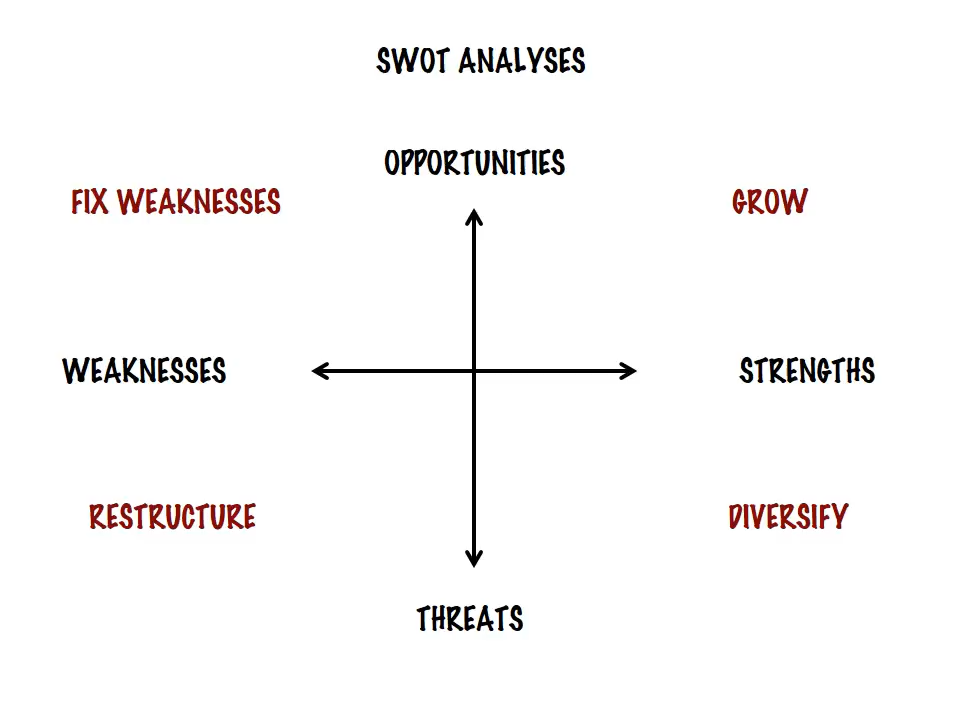 SWOT ANALYSES
OPPORTUNITIES
FIX WEAKNESSES
GROW
WEAKNESSES
STRENGTHS
RESTRUCTURE
DIVERSIFY
THREATS